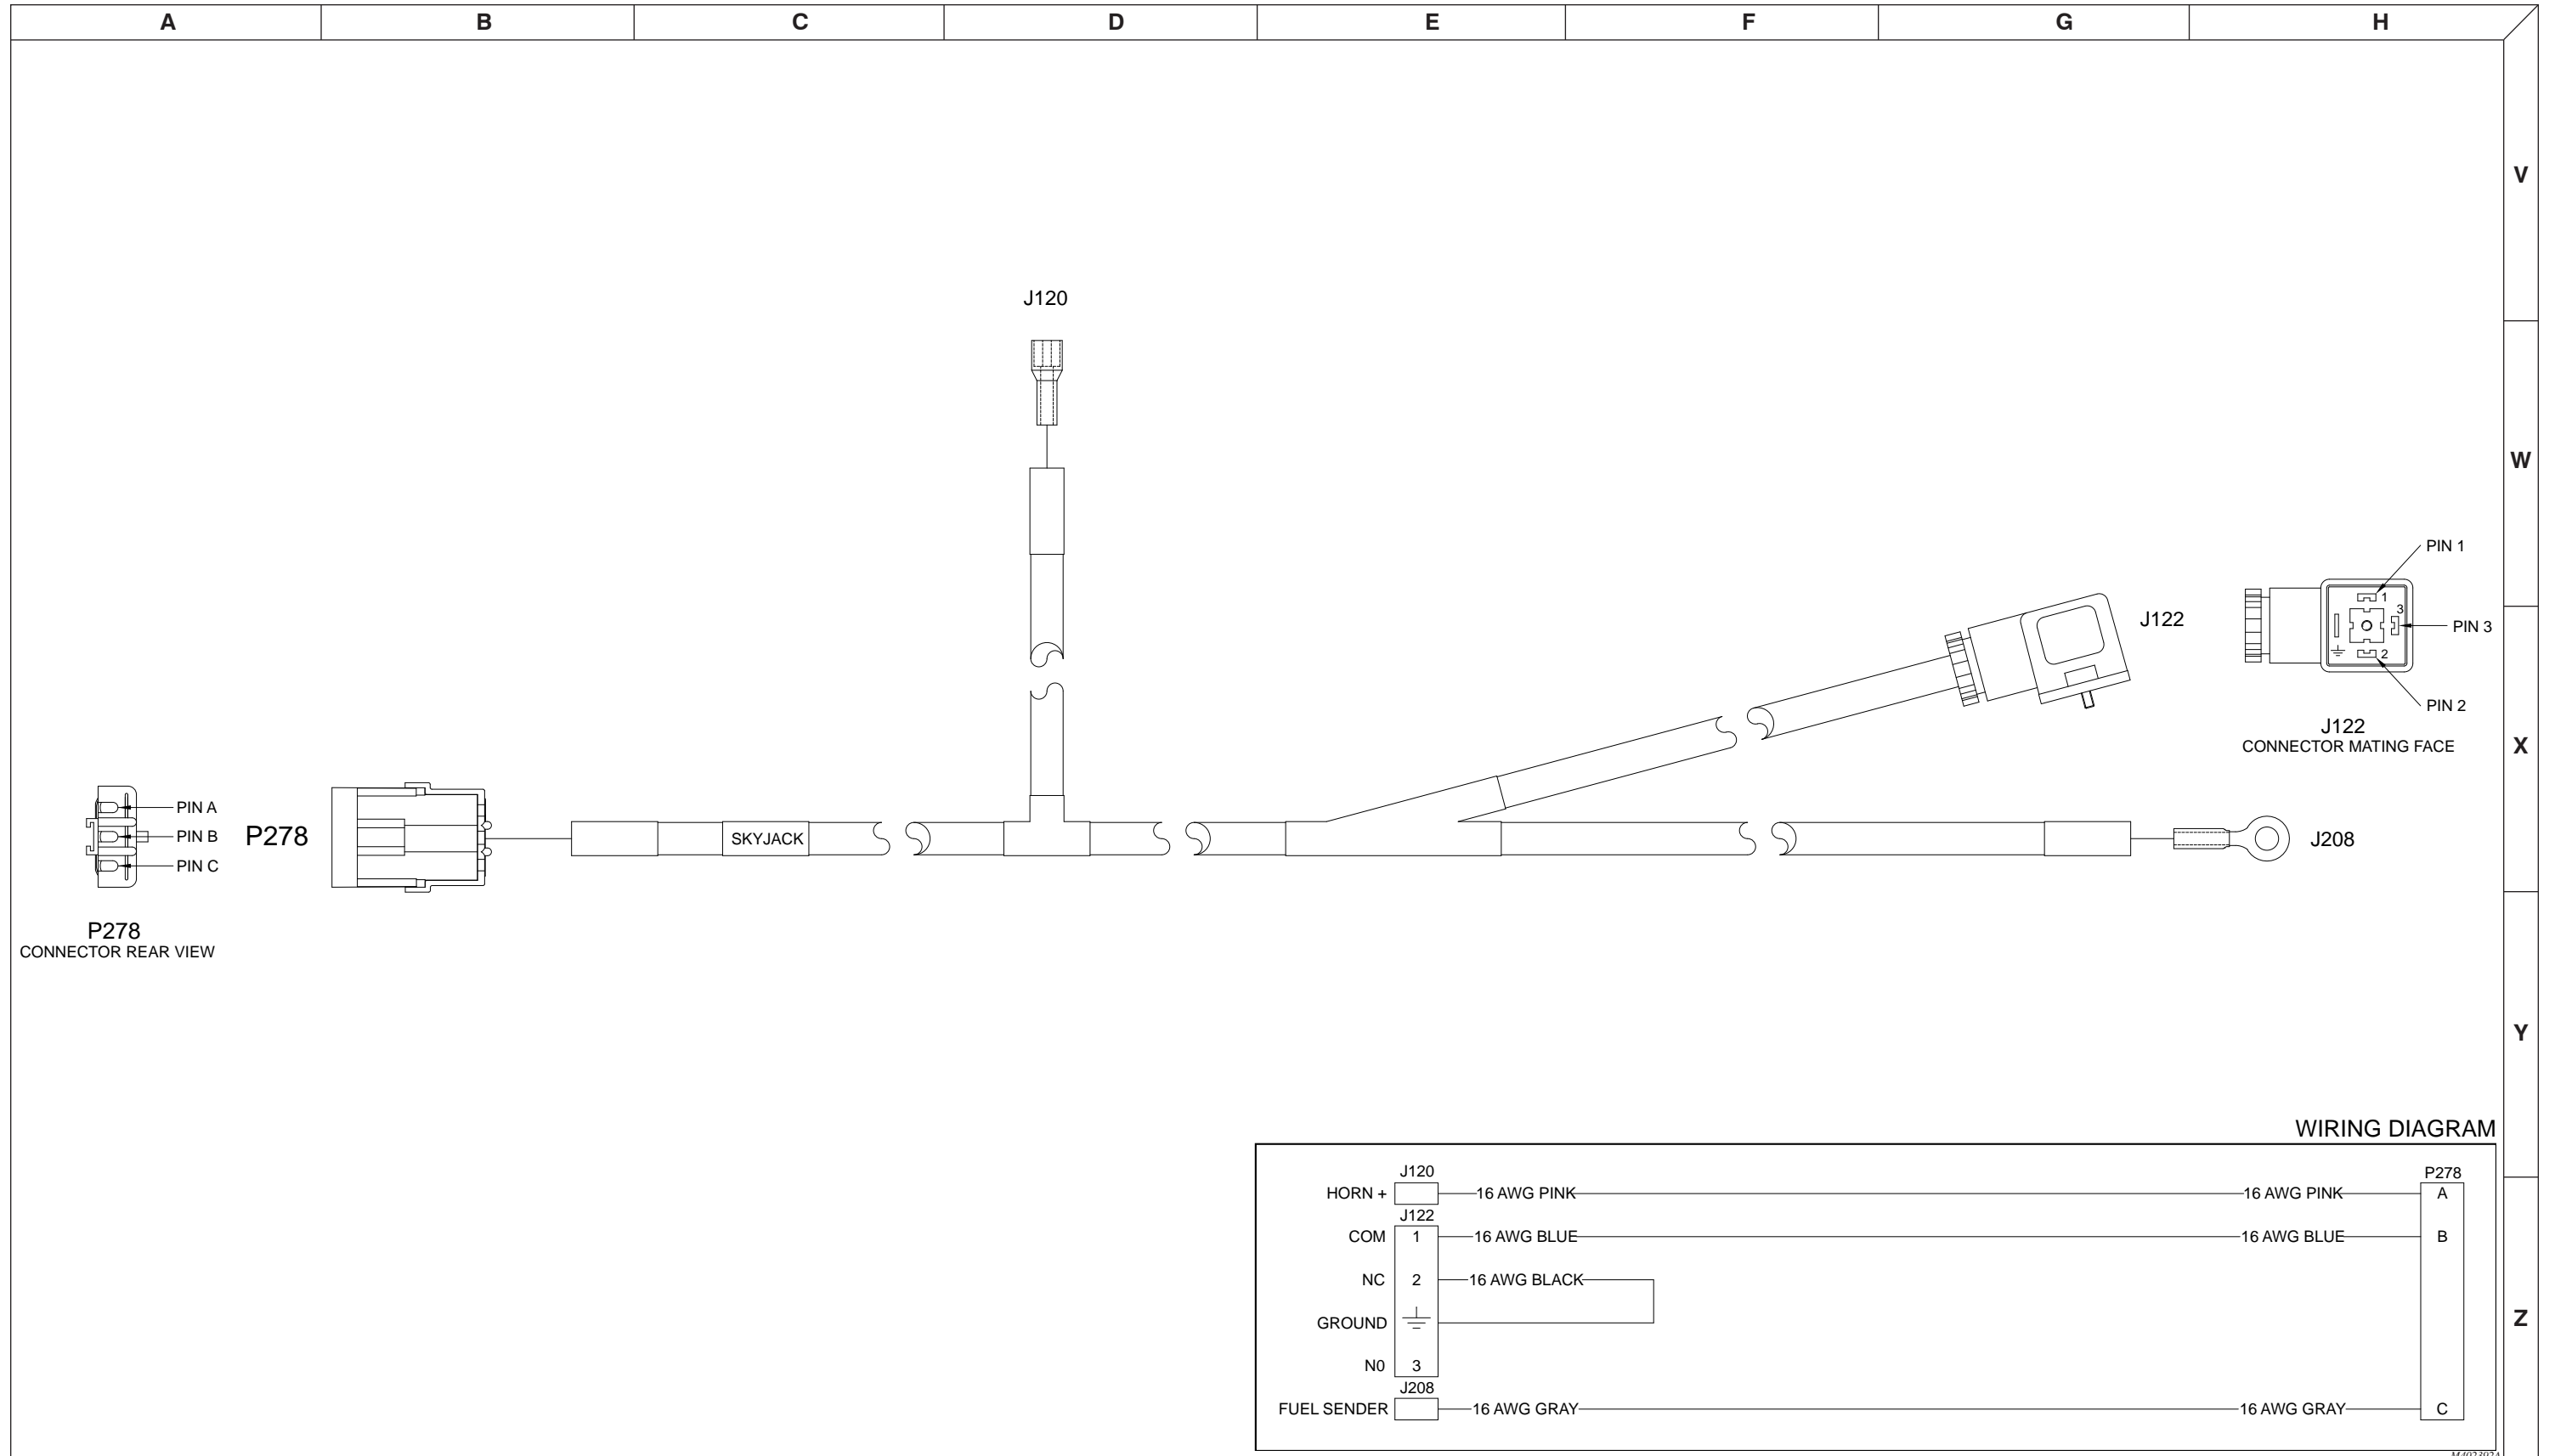 A B C D E F G H
V
J120
W
PIN 1
J122
1
3
PIN 3
2
PIN 2
J122
CONNECTOR MATING FACE
X
PIN A
PIN B
PIN C
P278
SKYJACK
J208
P278
CONNECTOR REAR VIEW
Y
WIRING DIAGRAM
J120 P278
HORN + 16 AWG PINK 16 AWG PINK A
J122
COM 1 16 AWG BLUE 16 AWG BLUE B
NC 2 16 AWG BLACK
GROUND
Z
N0 3
J208
FUEL SENDER 16 AWG GRAY 16 AWG GRAY C